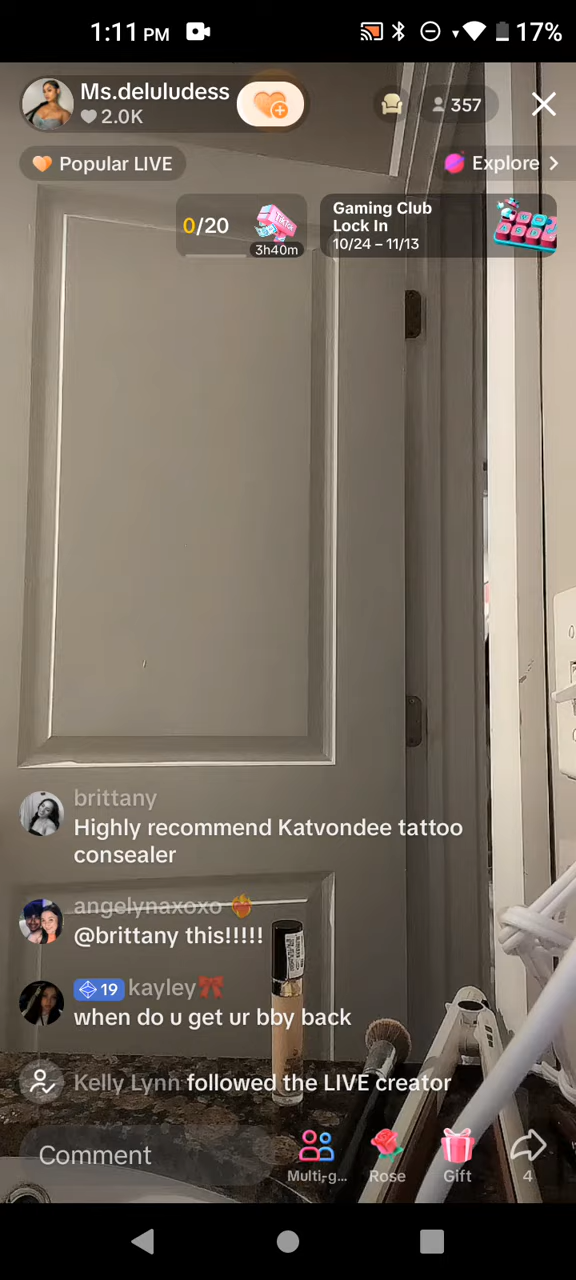 1:11 PM
17%
Ms.deluludess
2.0K
357
Popular LIVE
Explore >
0/20
TikTok
3h40m
Gaming Club
Lock In
10/24 – 11/13
brittany
Highly recommend Katvondee tattoo
consealer
angelynaxoxo ❤️‍🔥
@brittany this!!!!!
19 kayley🎀
when do u get ur bby back
Kelly Lynn followed the LIVE creator
Comment
Multi-g...
Rose
Gift
4